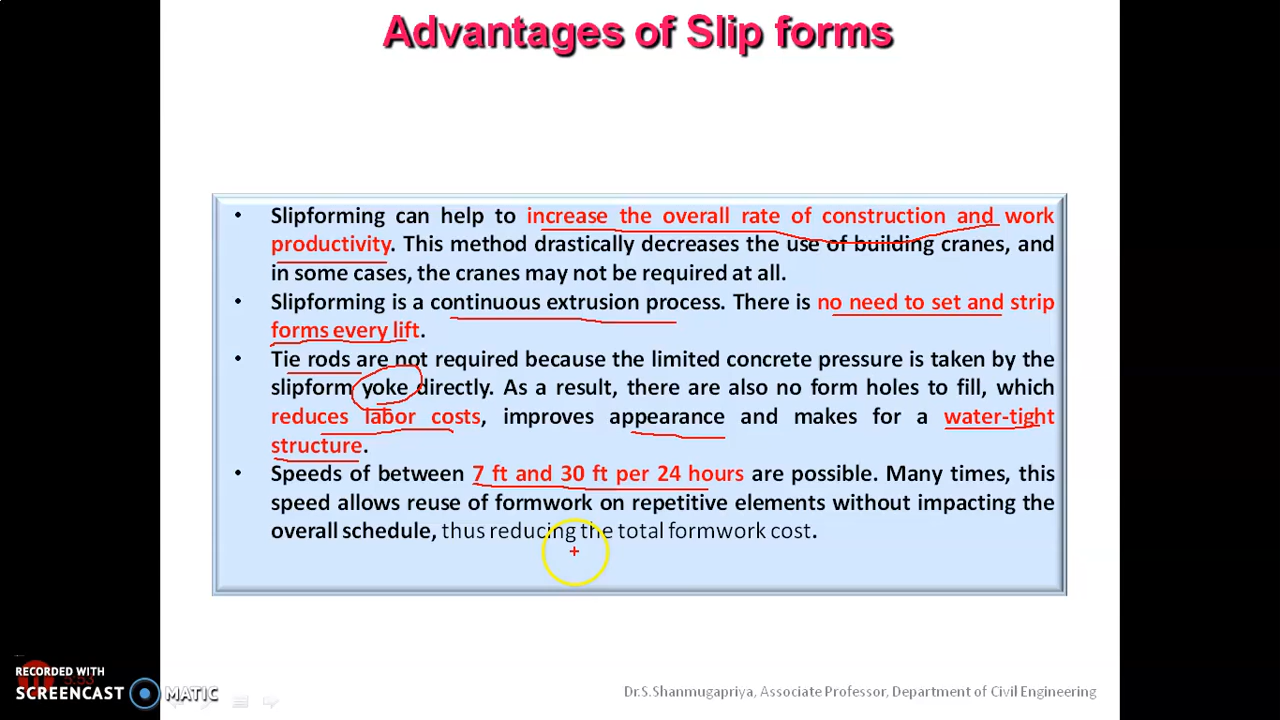 Advantages of Slip forms
• Slipforming can help to increase the overall rate of construction and work
productivity. This method drastically decreases the use of building cranes, and
in some cases, the cranes may not be required at all.
• Slipforming is a continuous extrusion process. There is no need to set and strip
forms every lift.
• Tie rods are not required because the limited concrete pressure is taken by the
slipform yoke directly. As a result, there are also no form holes to fill, which
reduces labor costs, improves appearance and makes for a water-tight
structure.
• Speeds of between 7 ft and 30 ft per 24 hours are possible. Many times, this
speed allows reuse of formwork on repetitive elements without impacting the
overall schedule, thus reducing the total formwork cost.
RECORDED WITH
SCREENCAST MATIC
Dr.S.Shanmugapriya, Associate Professor, Department of Civil Engineering